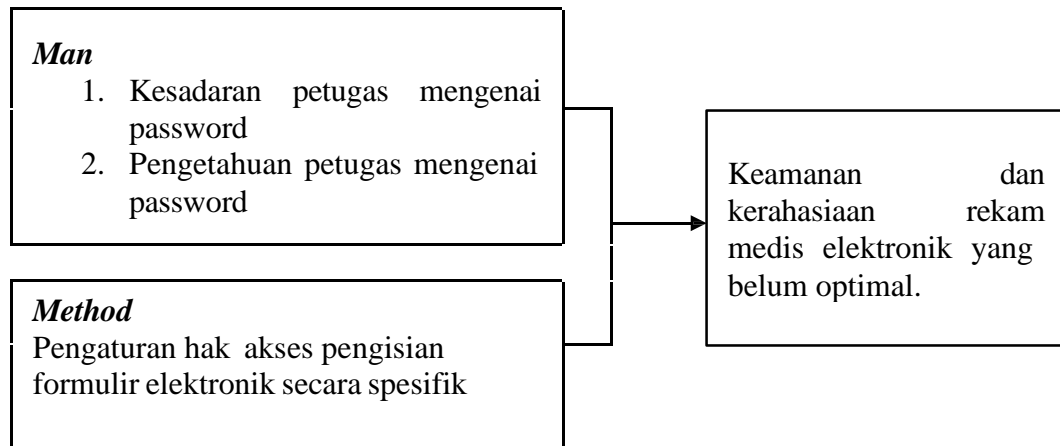 Man
1. Kesadaran petugas mengenai
password
2. Pengetahuan petugas mengenai
password
Method
Pengaturan hak akses pengisian
formulir elektronik secara spesifik
Keamanan dan
kerahasiaan rekam
medis elektronik yang
belum optimal.